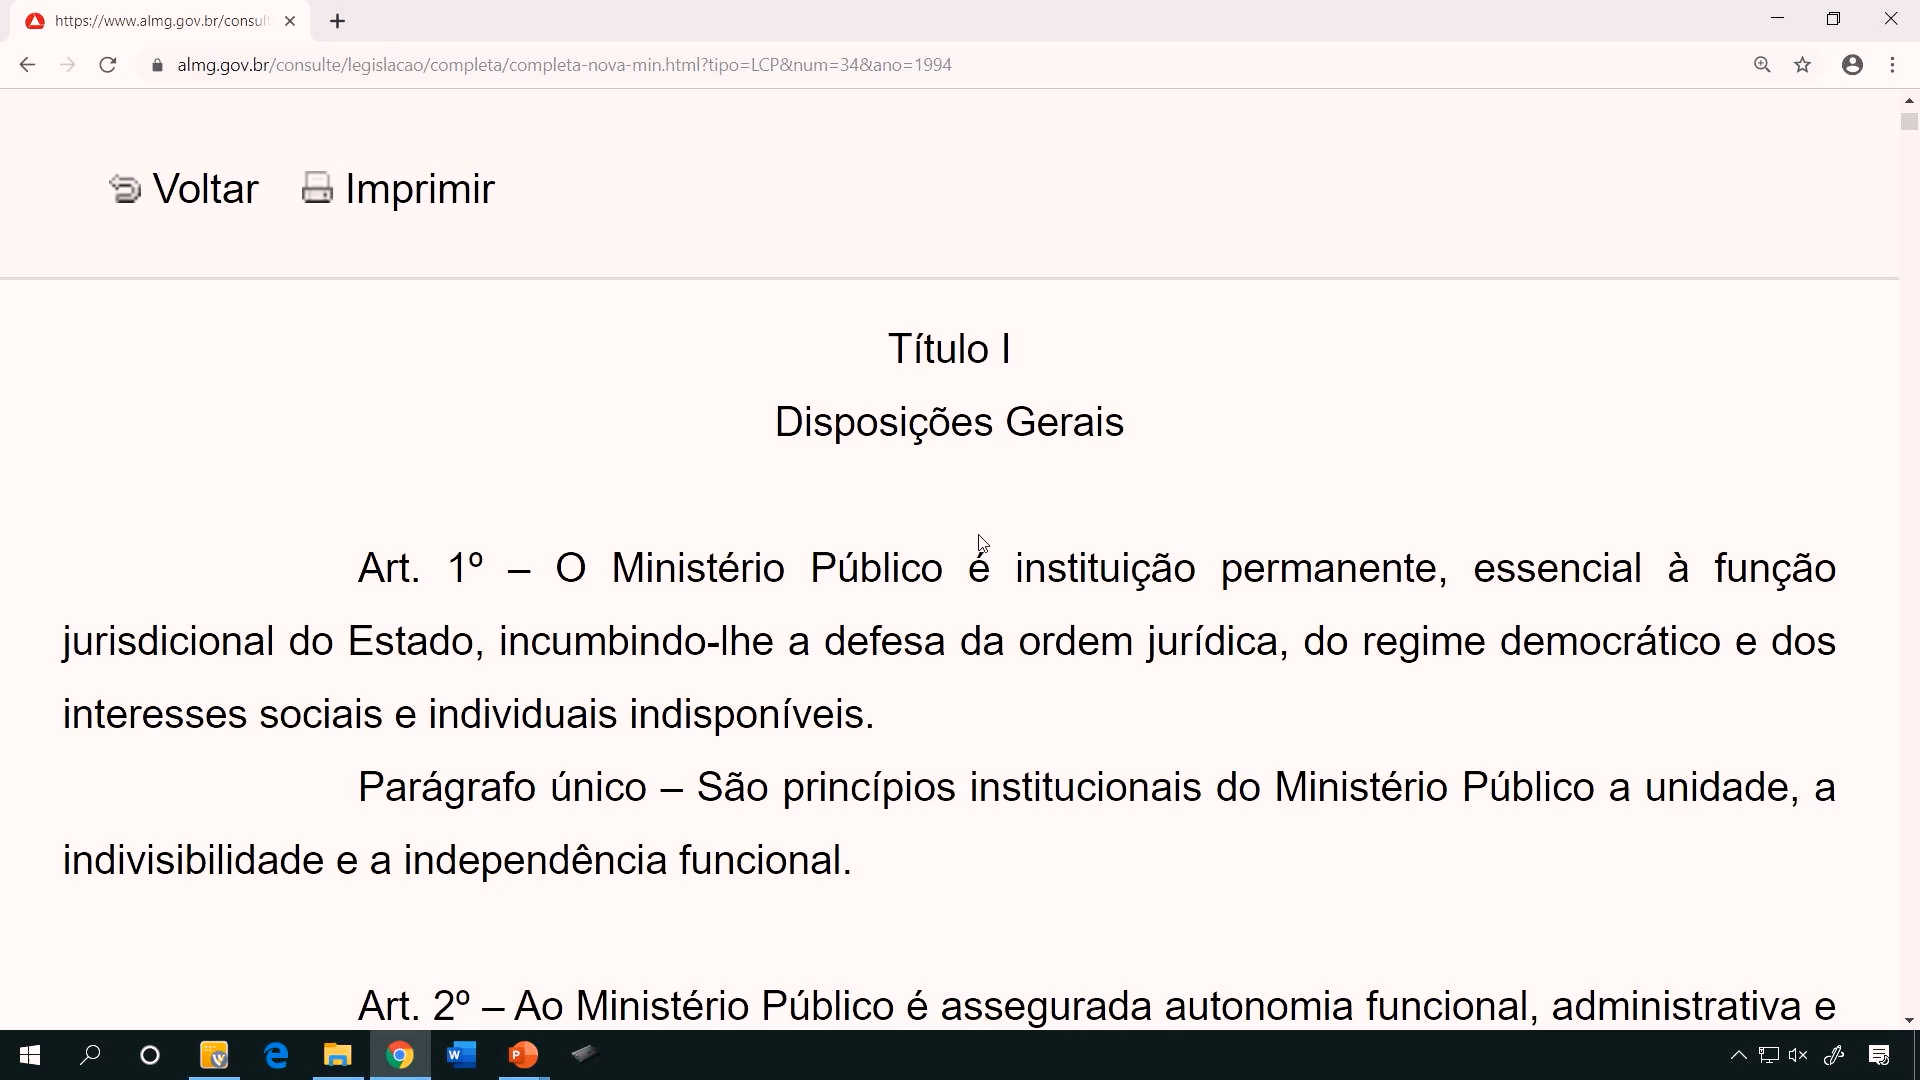 https://www.almg.gov.br/consult
almg.gov.br/consulte/legislacao/completa/completa-nova-min.html?tipo=LCP&num=34&ano=1994
Voltar Imprimir
Título I
Disposições Gerais
Art. 1º – O Ministério Público é instituição permanente, essencial à função
jurisdicional do Estado, incumbindo-lhe a defesa da ordem jurídica, do regime democrático e dos
interesses sociais e individuais indisponíveis.
Parágrafo único – São princípios institucionais do Ministério Público a unidade, a
indivisibilidade e a independência funcional.
Art. 2º – Ao Ministério Público é assegurada autonomia funcional, administrativa e